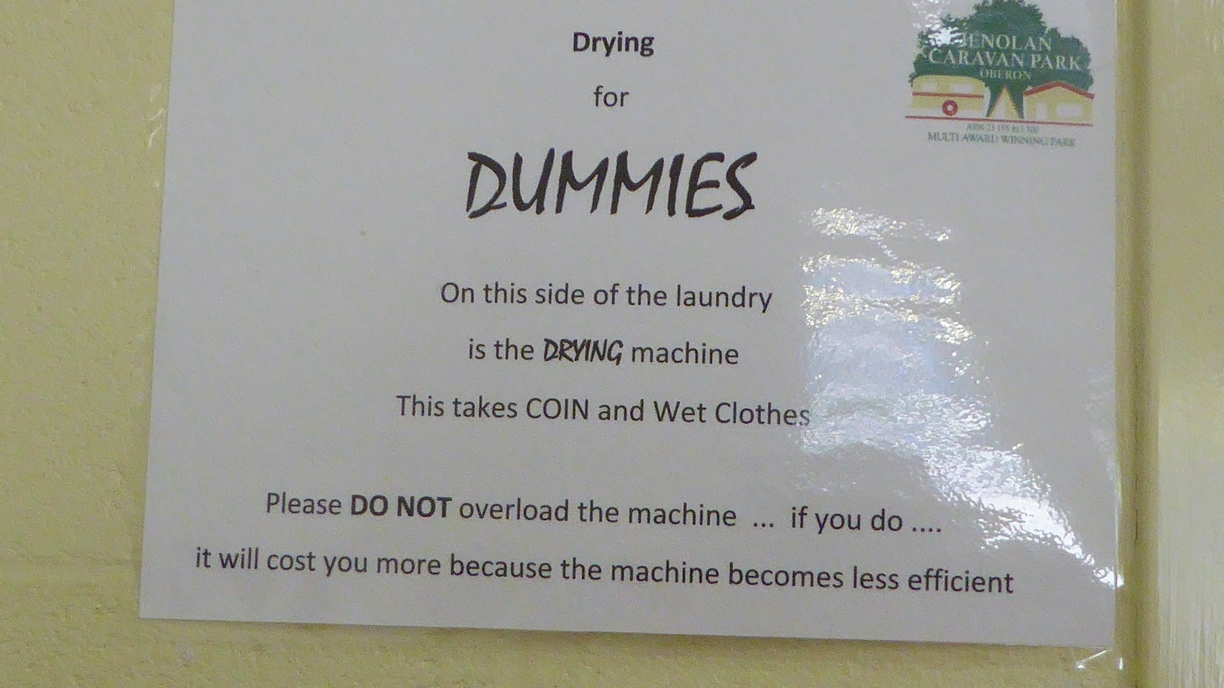 Drying
for
DUMMIES
On this side of the laundry
is the DRYING machine
This takes COIN and Wet Clothes
Please DO NOT overload the machine ... if you do ....
it will cost you more because the machine becomes less efficient
JENOLAN
CARAVAN PARK
OBERON
MULTI AWARD WINNING PARK